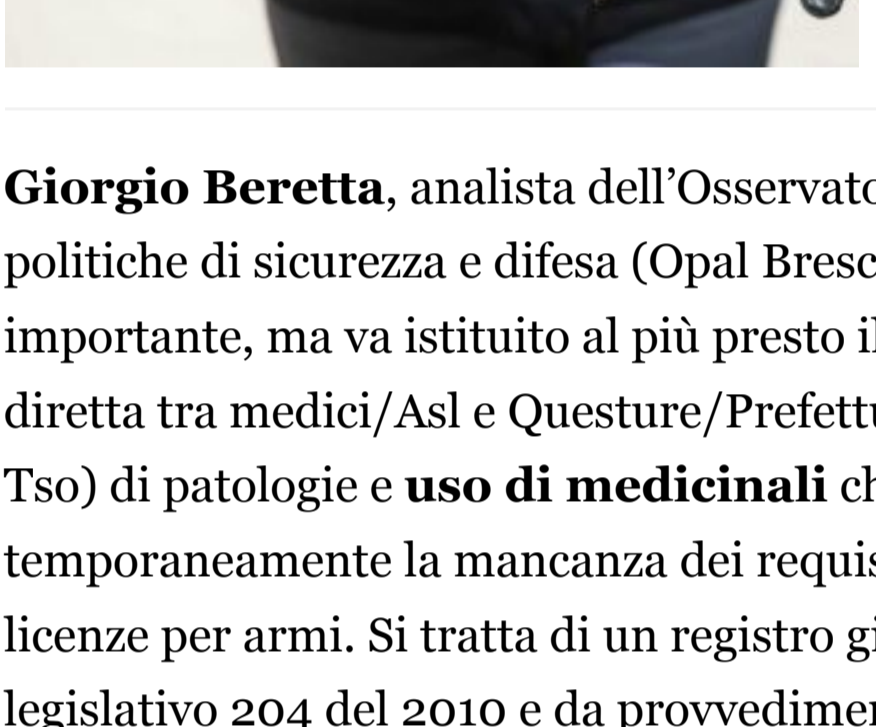 Giorgio Beretta, analista dell’Osservato
politiche di sicurezza e difesa (Opal Bresc
importante, ma va istituito al più presto il
diretta tra medici/Asl e Questure/Prefettu
Tso) di patologie e uso di medicinali ch
temporaneamente la mancanza dei requis
licenze per armi. Si tratta di un registro gi
legislativo 204 del 2010 e da provvedimen